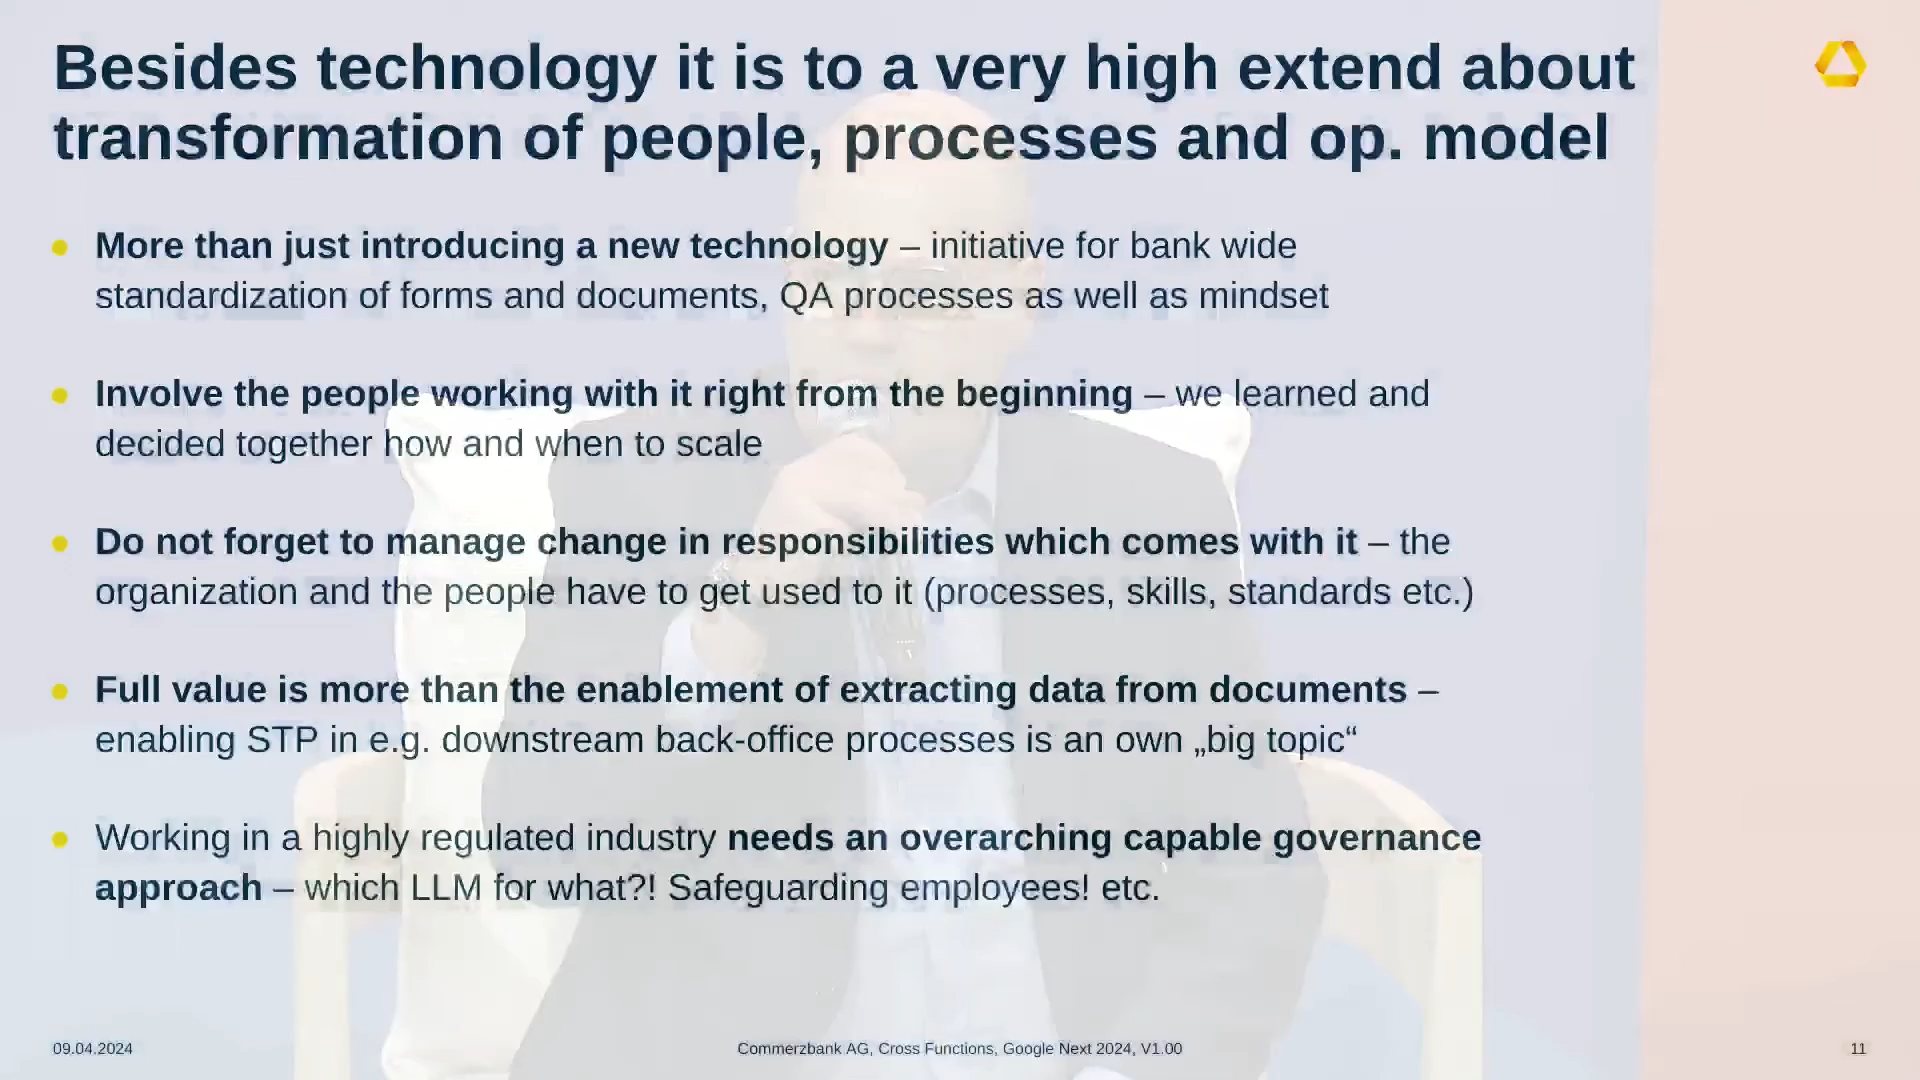 Besides technology it is to a very high extend about
transformation of people, processes and op. model
More than just introducing a new technology – initiative for bank wide
standardization of forms and documents, QA processes as well as mindset
Involve the people working with it right from the beginning – we learned and
decided together how and when to scale
Do not forget to manage change in responsibilities which comes with it – the
organization and the people have to get used to it (processes, skills, standards etc.)
Full value is more than the enablement of extracting data from documents –
enabling STP in e.g. downstream back-office processes is an own „big topic“
Working in a highly regulated industry needs an overarching capable governance
approach – which LLM for what?! Safeguarding employees! etc.
09.04.2024
Commerzbank AG, Cross Functions, Google Next 2024, V1.00
11